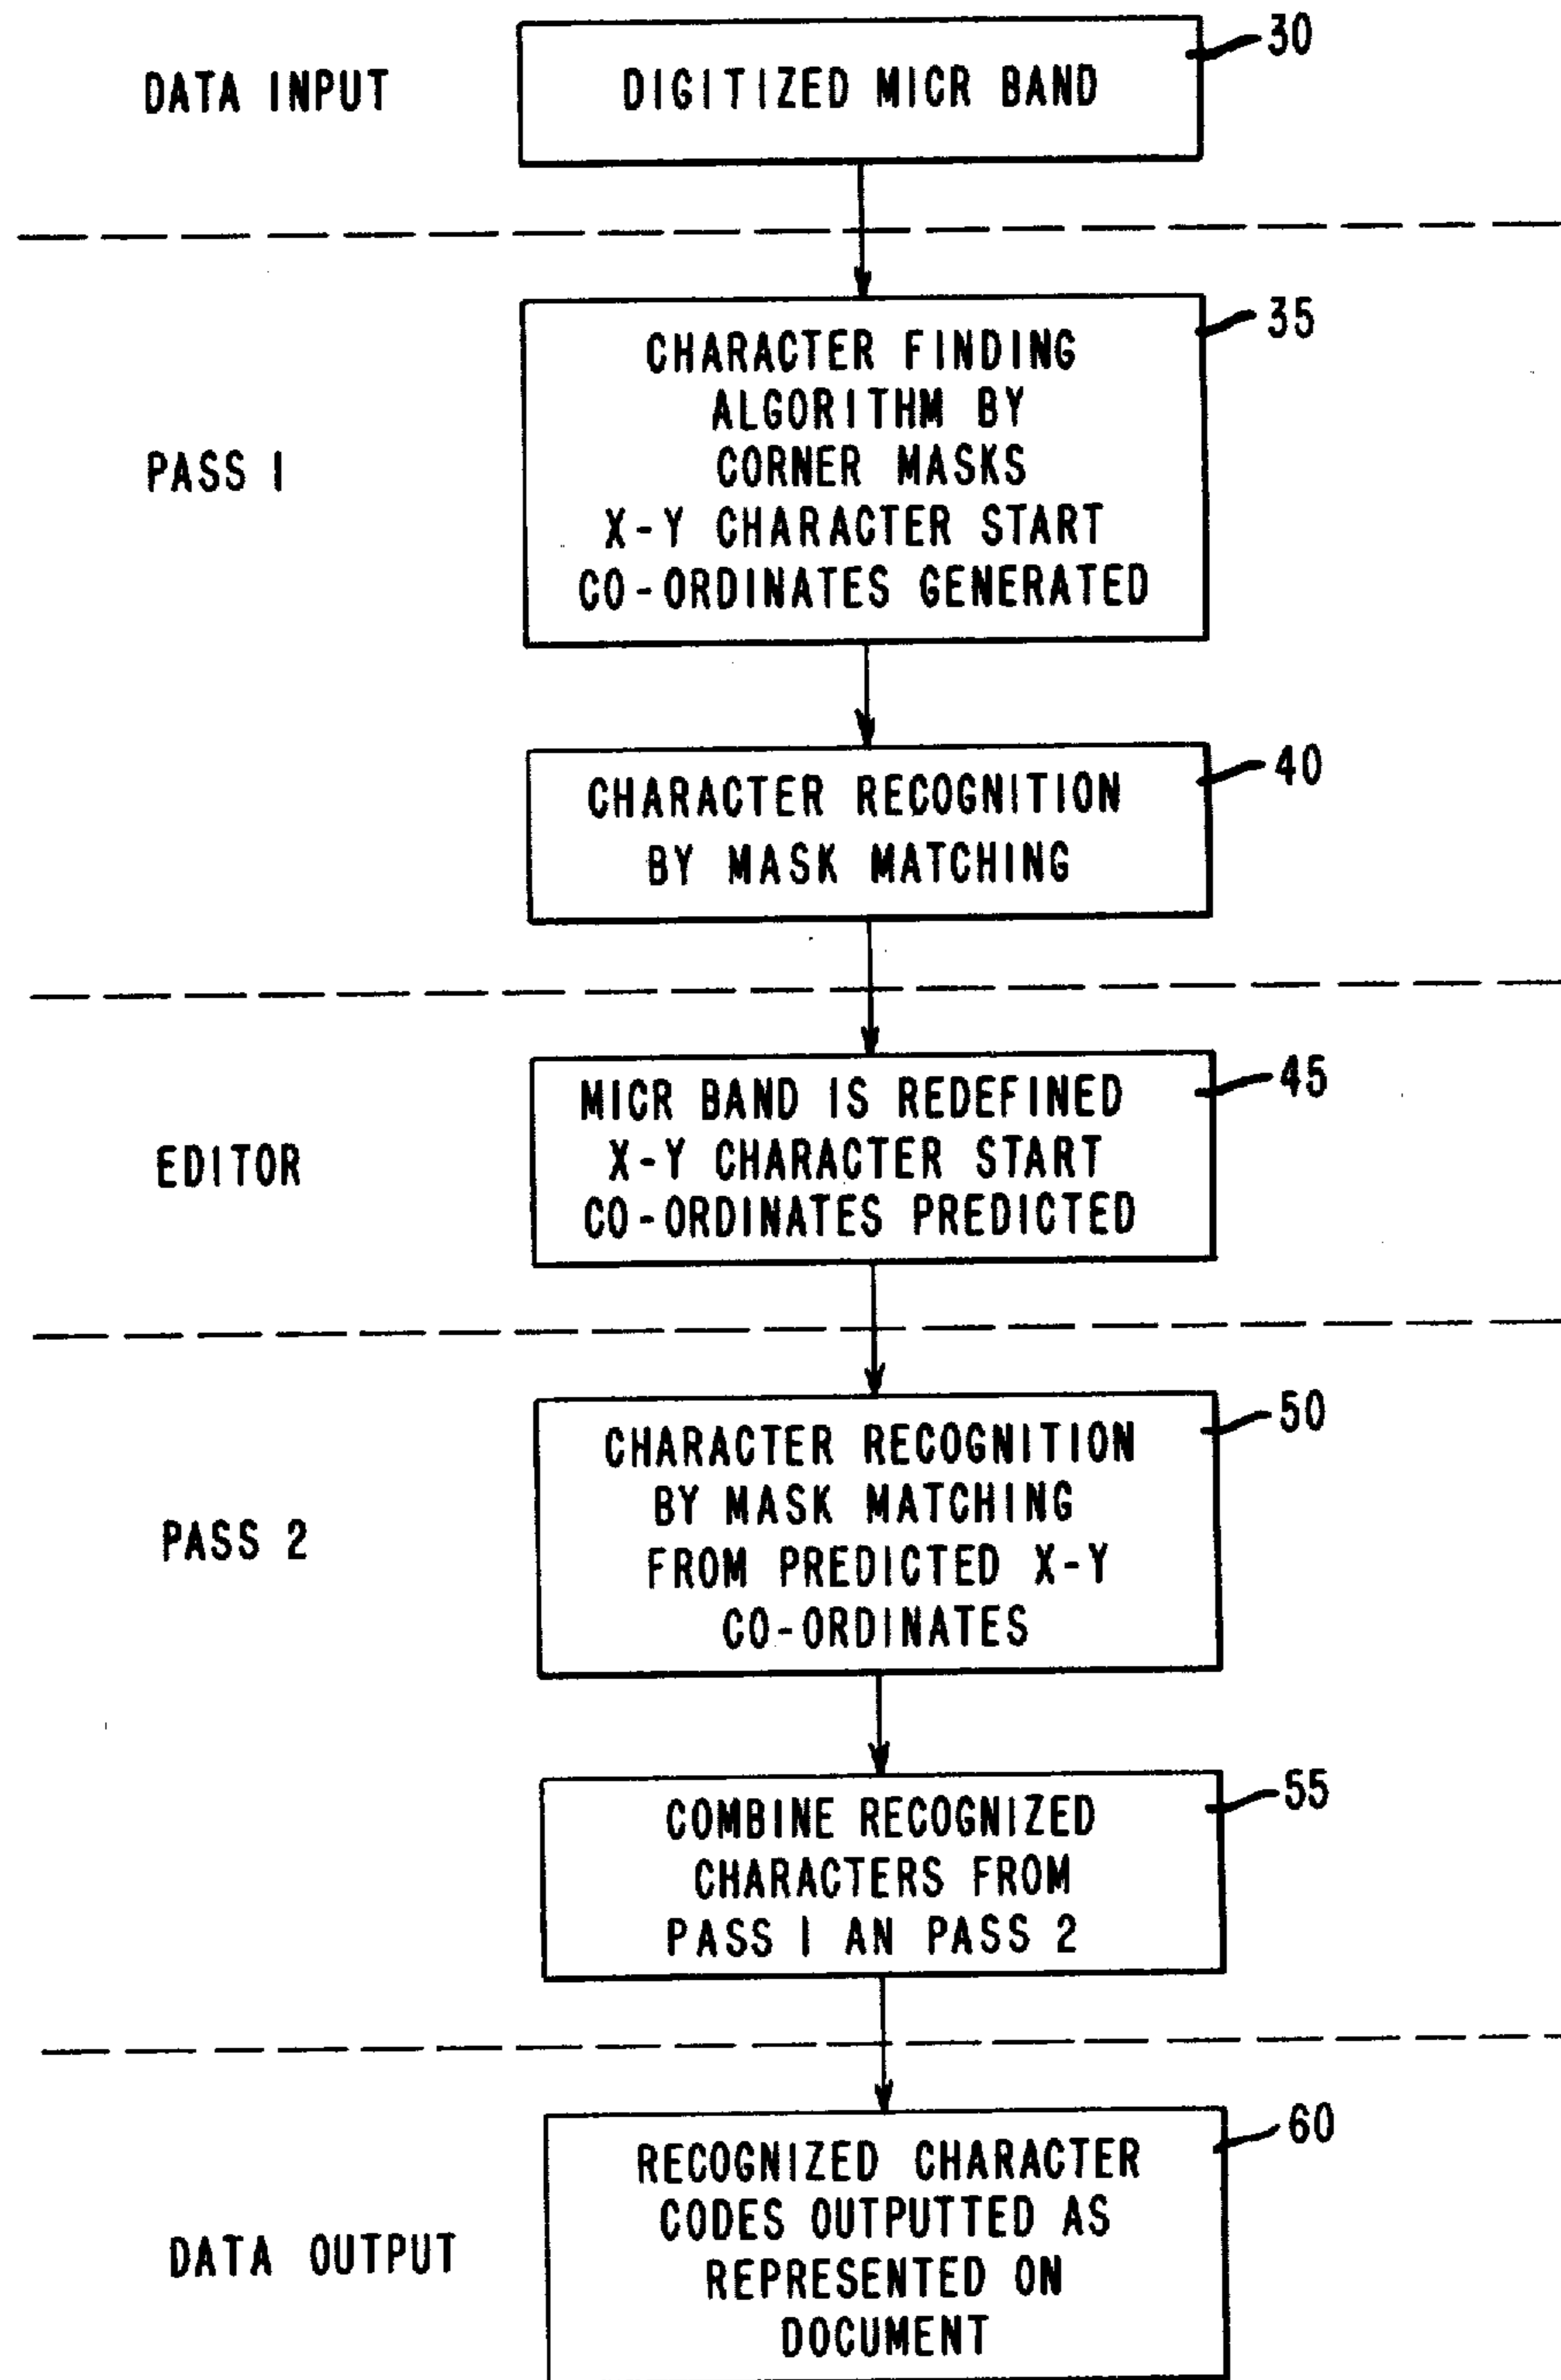 DATA INPUT
DIGITIZED MICR BAND
30
PASS 1
CHARACTER FINDING
ALGORITHM BY
CORNER MASKS
X-Y CHARACTER START
CO-ORDINATES GENERATED
35
CHARACTER RECOGNITION
BY MASK MATCHING
40
EDITOR
MICR BAND IS REDEFINED
X-Y CHARACTER START
CO-ORDINATES PREDICTED
45
PASS 2
CHARACTER RECOGNITION
BY MASK MATCHING
FROM PREDICTED X-Y
CO-ORDINATES
50
COMBINE RECOGNIZED
CHARACTERS FROM
PASS 1 AN PASS 2
55
DATA OUTPUT
RECOGNIZED CHARACTER
CODES OUTPUTTED AS
REPRESENTED ON
DOCUMENT
60